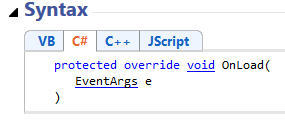 Syntax
VB C# C++ JScript
protected override void OnLoad(
EventArgs e
)